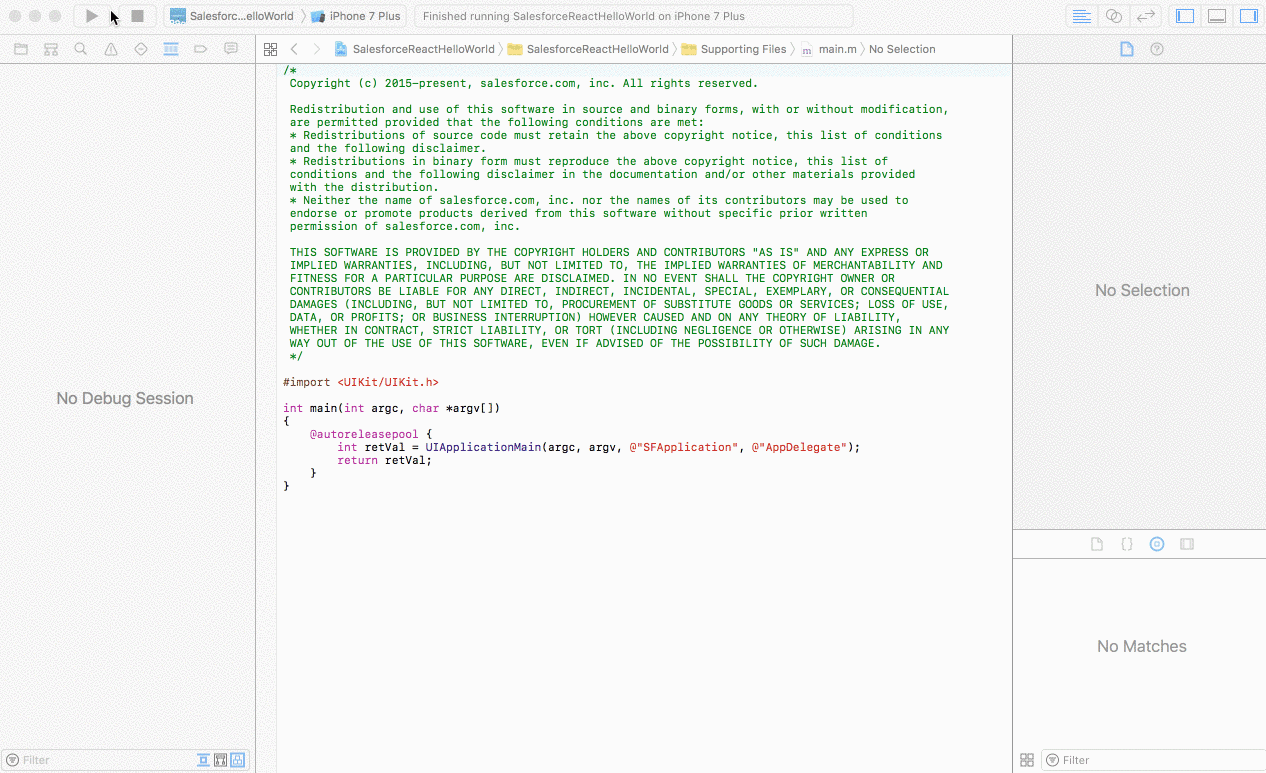 Salesforc...elloWorld
iPhone 7 Plus
Finished running SalesforceReactHelloWorld on iPhone 7 Plus
SalesforceReactHelloWorld
SalesforceReactHelloWorld
Supporting Files
m
main.m
No Selection
/*
Copyright (c) 2015-present, salesforce.com, inc. All rights reserved.
Redistribution and use of this software in source and binary forms, with or without modification,
are permitted provided that the following conditions are met:
* Redistributions of source code must retain the above copyright notice, this list of conditions
and the following disclaimer.
* Redistributions in binary form must reproduce the above copyright notice, this list of
conditions and the following disclaimer in the documentation and/or other materials provided
with the distribution.
* Neither the name of salesforce.com, inc. nor the names of its contributors may be used to
endorse or promote products derived from this software without specific prior written
permission of salesforce.com, inc.
THIS SOFTWARE IS PROVIDED BY THE COPYRIGHT HOLDERS AND CONTRIBUTORS "AS IS" AND ANY EXPRESS OR
IMPLIED WARRANTIES, INCLUDING, BUT NOT LIMITED TO, THE IMPLIED WARRANTIES OF MERCHANTABILITY AND
FITNESS FOR A PARTICULAR PURPOSE ARE DISCLAIMED. IN NO EVENT SHALL THE COPYRIGHT OWNER OR
CONTRIBUTORS BE LIABLE FOR ANY DIRECT, INDIRECT, INCIDENTAL, SPECIAL, EXEMPLARY, OR CONSEQUENTIAL
DAMAGES (INCLUDING, BUT NOT LIMITED TO, PROCUREMENT OF SUBSTITUTE GOODS OR SERVICES; LOSS OF USE,
DATA, OR PROFITS; OR BUSINESS INTERRUPTION) HOWEVER CAUSED AND ON ANY THEORY OF LIABILITY,
WHETHER IN CONTRACT, STRICT LIABILITY, OR TORT (INCLUDING NEGLIGENCE OR OTHERWISE) ARISING IN ANY
WAY OUT OF THE USE OF THIS SOFTWARE, EVEN IF ADVISED OF THE POSSIBILITY OF SUCH DAMAGE.
*/
#import <UIKit/UIKit.h>
int main(int argc, char *argv[])
{
@autoreleasepool {
int retVal = UIApplicationMain(argc, argv, @"SFApplication", @"AppDelegate");
return retVal;
}
}
No Debug Session
Filter
No Selection
{}
No Matches
Filter